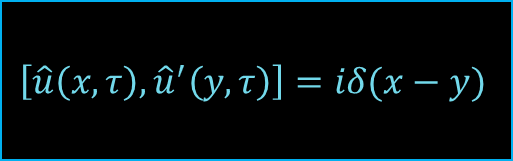 [û(x, τ), û′(y, τ)] = iδ(x − y)